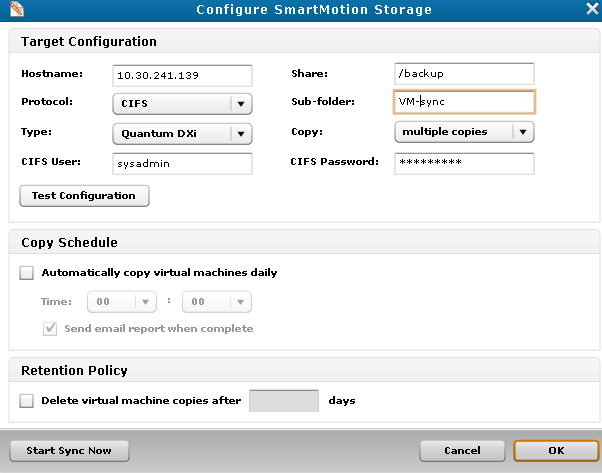 Configure SmartMotion Storage
Target Configuration
Hostname: 10.30.241.139 Share: /backup
Protocol: CIFS Sub-folder: VM-sync
Type: Quantum DXi Copy: multiple copies
CIFS User: sysadmin CIFS Password: *********
Test Configuration
Copy Schedule
Automatically copy virtual machines daily
Time: 00 : 00
Send email report when complete
Retention Policy
Delete virtual machine copies after days
Start Sync Now Cancel OK